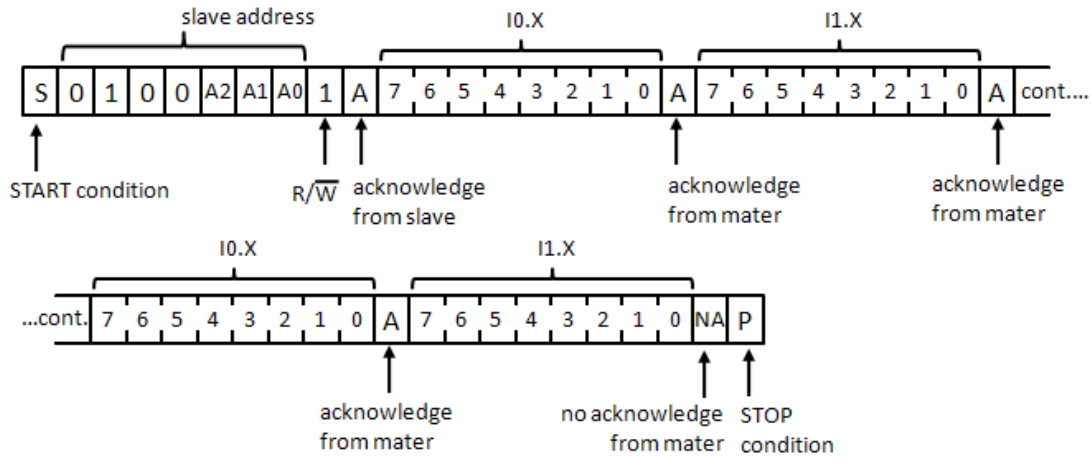 slave address I0.X I1.X
S 0 1 0 0 A2 A1 A0 1 A 7 6 5 4 3 2 1 0 A 7 6 5 4 3 2 1 0 A cont....
START condition R/W̅ acknowledge acknowledge acknowledge
from slave from mater from mater
I0.X I1.X
...cont. 7 6 5 4 3 2 1 0 A 7 6 5 4 3 2 1 0 NA P
acknowledge no acknowledge STOP
from mater from mater condition